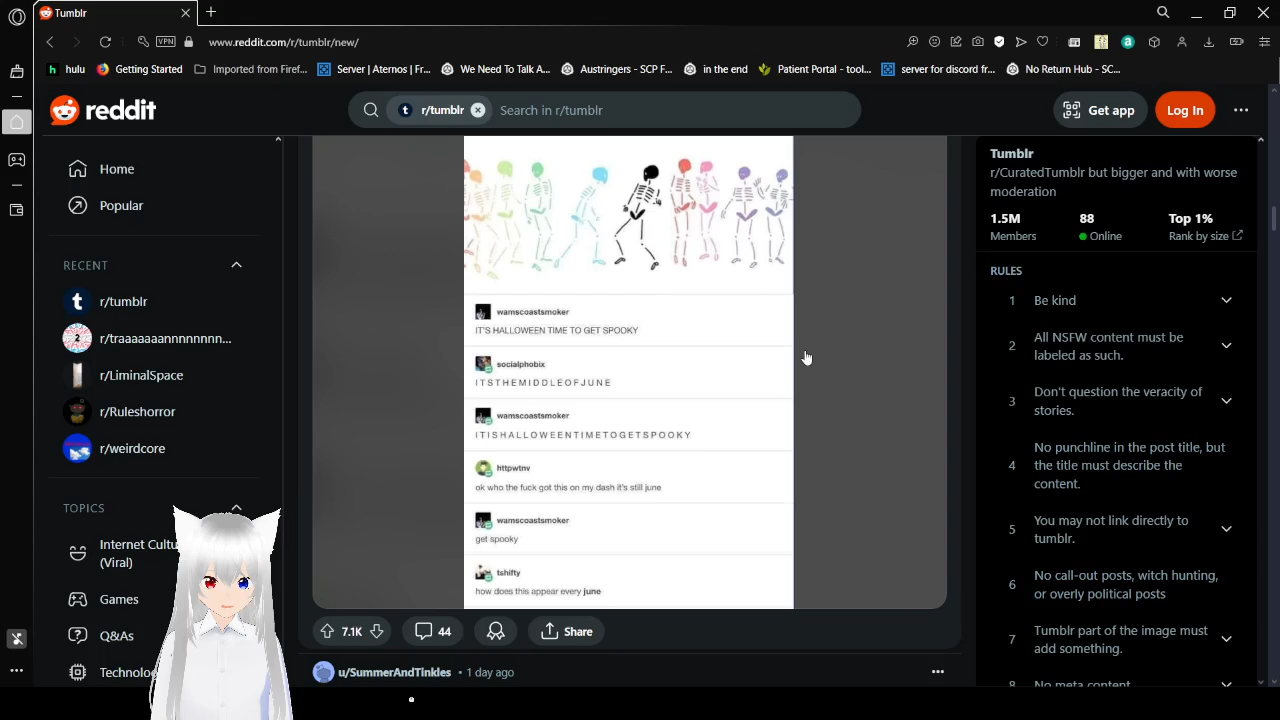 Tumblr
VPN
www.reddit.com/r/tumblr/new/
hulu
Getting Started
Imported from Firef...
Server | Aternos | Fr...
We Need To Talk A...
Austringers - SCP F...
in the end
Patient Portal - tool...
server for discord fr...
No Return Hub - SC...
reddit
r/tumblr
Search in r/tumblr
Get app
Log In
Home
Popular
RECENT
r/tumblr
r/traaaaaaannnnnnnn...
r/LiminalSpace
r/Ruleshorror
r/weirdcore
TOPICS
Internet Cultu
(Viral)
Games
Q&As
Technolo
wamscoastsmoker
IT'S HALLOWEEN TIME TO GET SPOOKY
socialphobix
I T S T H E M I D D L E O F J U N E
wamscoastsmoker
I T I S H A L L O W E E N T I M E T O G E T S P O O K Y
httpwtnv
ok who the fuck got this on my dash it's still june
wamscoastsmoker
get spooky
tshifty
how does this appear every june
7.1K
44
Share
u/SummerAndTinkles • 1 day ago
Tumblr
r/CuratedTumblr but bigger and with worse
moderation
1.5M
88
Top 1%
Members
Online
Rank by size
RULES
1 Be kind
2 All NSFW content must be
labeled as such.
3 Don't question the veracity of
stories.
4 No punchline in the post title, but
the title must describe the
content.
5 You may not link directly to
tumblr.
6 No call-out posts, witch hunting,
or overly political posts
7 Tumblr part of the image must
add something.
8 No meta content